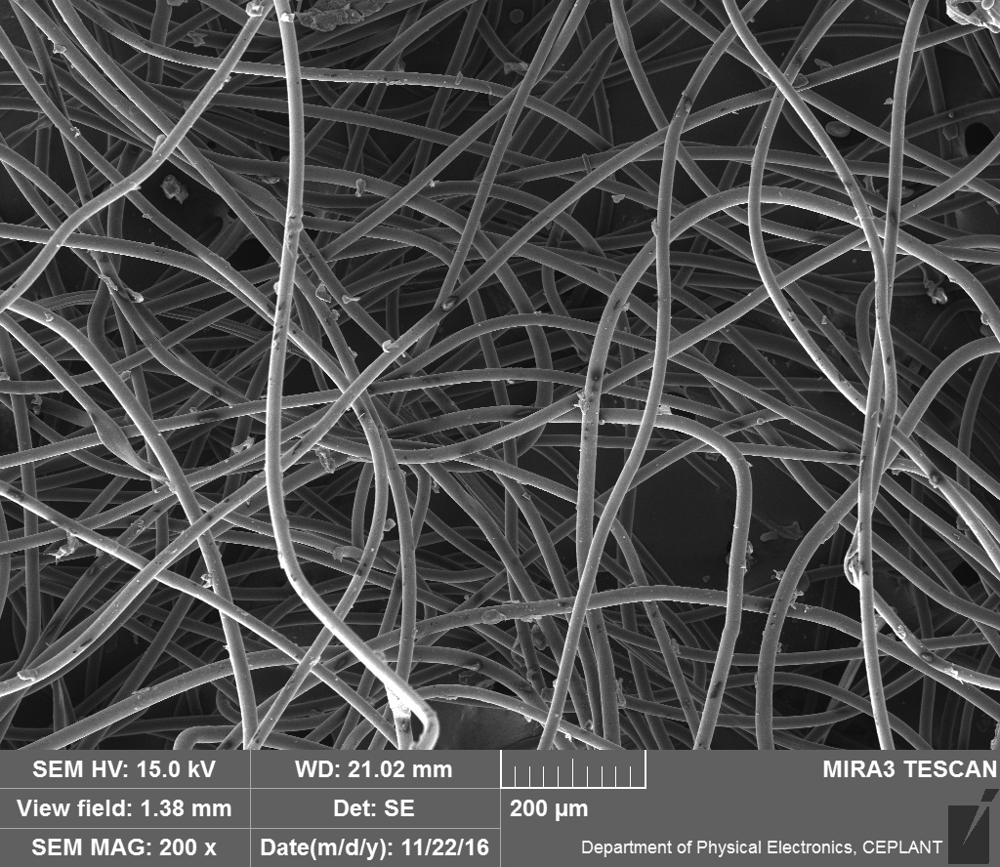 SEM HV: 15.0 kV
WD: 21.02 mm
MIRA3 TESCAN
View field: 1.38 mm
Det: SE
200 µm
SEM MAG: 200 x
Date(m/d/y): 11/22/16
Department of Physical Electronics, CEPLANT